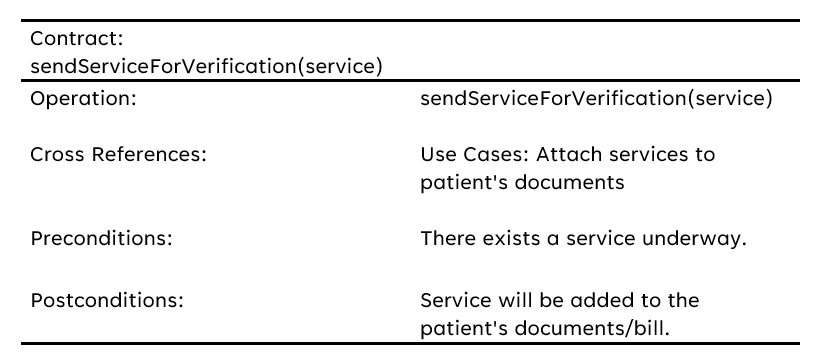 Contract:
sendServiceForVerification(service)
Operation:
sendServiceForVerification(service)
Cross References:
Use Cases: Attach services to
patient's documents
Preconditions:
There exists a service underway.
Postconditions:
Service will be added to the
patient's documents/bill.